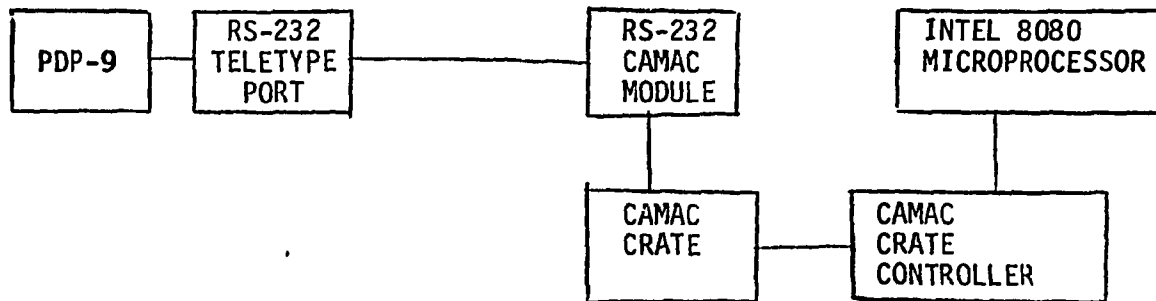 PDP-9
RS-232
TELETYPE
PORT
RS-232
CAMAC
MODULE
INTEL 8080
MICROPROCESSOR
CAMAC
CRATE
CAMAC
CRATE
CONTROLLER